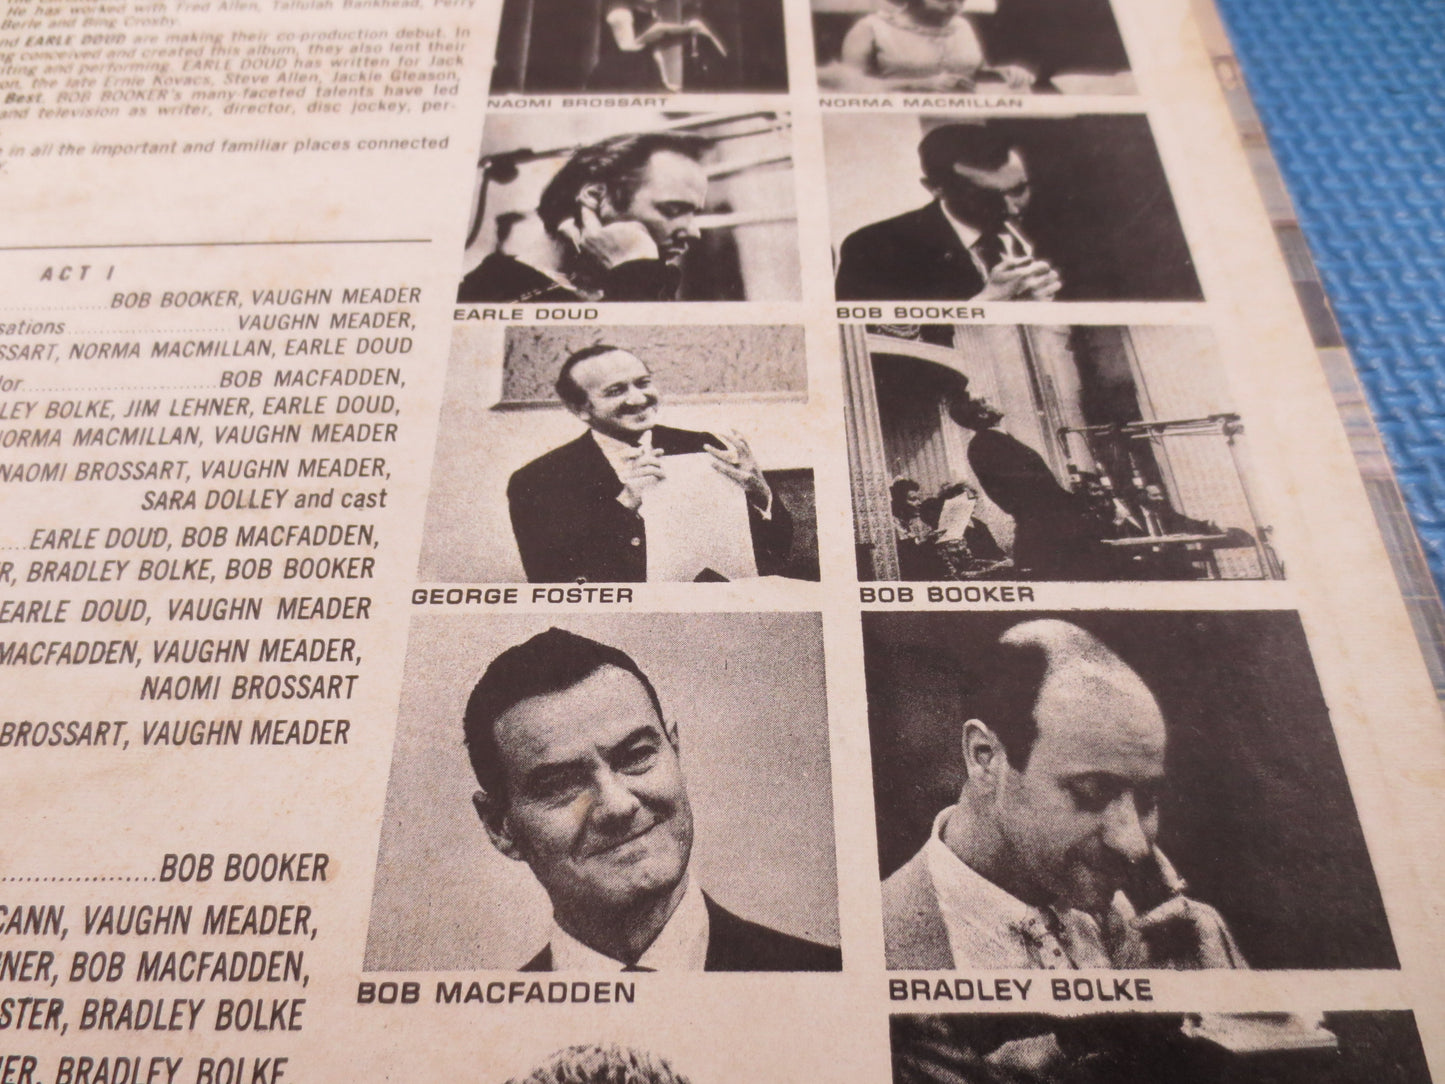 He has worked with Fred Allen, Tallulah Bankhead, Perry
Berle and Bing Crosby.
and EARLE DOUD are making their co-production debut. In
conceived and created this album, they also lent their
writing and performing. EARLE DOUD has written for Jack
the late Ernie Kovacs, Steve Allen, Jackie Gleason,
Best. BOB BOOKER's many-faceted talents have led
and television as writer, director, disc jockey, per-
in all the important and familiar places connected
ACT I
BOB BOOKER, VAUGHN MEADER
sations VAUGHN MEADER,
SSART, NORMA MACMILLAN, EARLE DOUD
lor BOB MACFADDEN,
LEY BOLKE, JIM LEHNER, EARLE DOUD,
NORMA MACMILLAN, VAUGHN MEADER
NAOMI BROSSART, VAUGHN MEADER,
SARA DOLLEY and cast
EARLE DOUD, BOB MACFADDEN,
R, BRADLEY BOLKE, BOB BOOKER
EARLE DOUD, VAUGHN MEADER
MACFADDEN, VAUGHN MEADER,
NAOMI BROSSART
BROSSART, VAUGHN MEADER
BOB BOOKER
CANN, VAUGHN MEADER,
NER, BOB MACFADDEN,
STER, BRADLEY BOLKE
NER, BRADLEY BOLKE
NAOMI BROSSART
NORMA MACMILLAN
EARLE DOUD
BOB BOOKER
GEORGE FOSTER
BOB BOOKER
BOB MACFADDEN
BRADLEY BOLKE